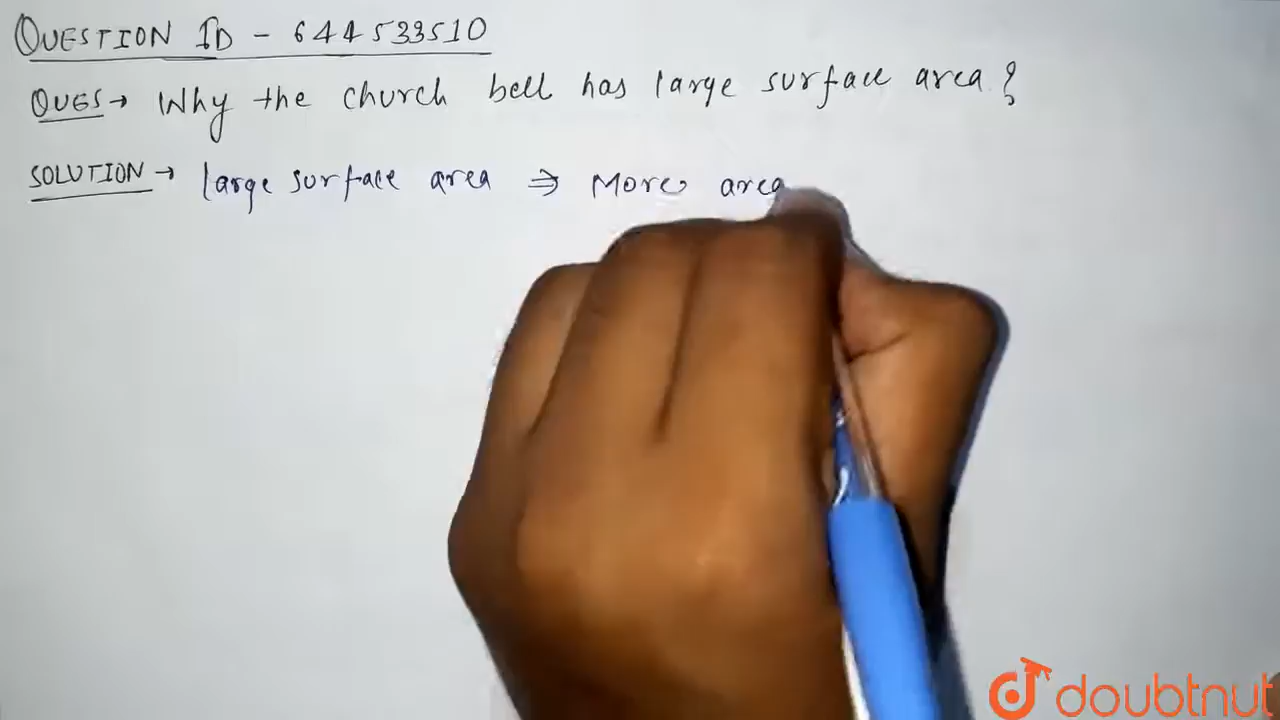 QUESTION ID - 644533510
QUES → Why the church bell has large surface area?
SOLUTION → large surface area ⇒ More area
doubtnut